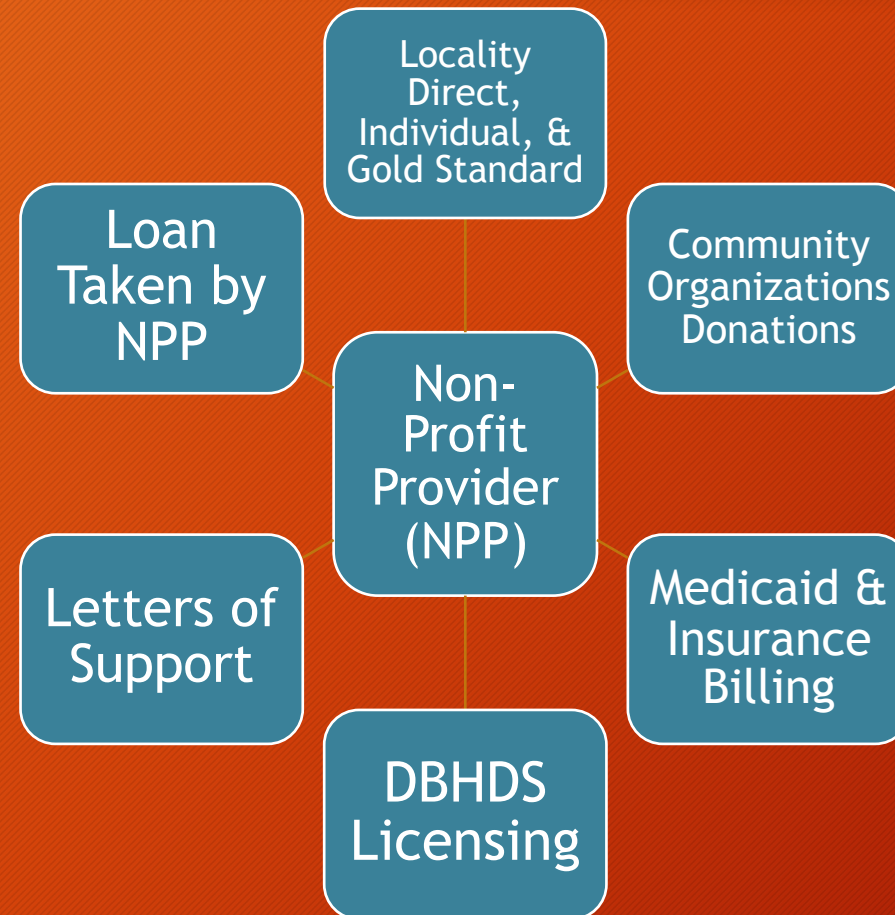 Locality
Direct,
Individual, &
Gold Standard
Loan
Taken by
NPP
Community
Organizations
Donations
Non-
Profit
Provider
(NPP)
Letters of
Support
Medicaid &
Insurance
Billing
DBHDS
Licensing